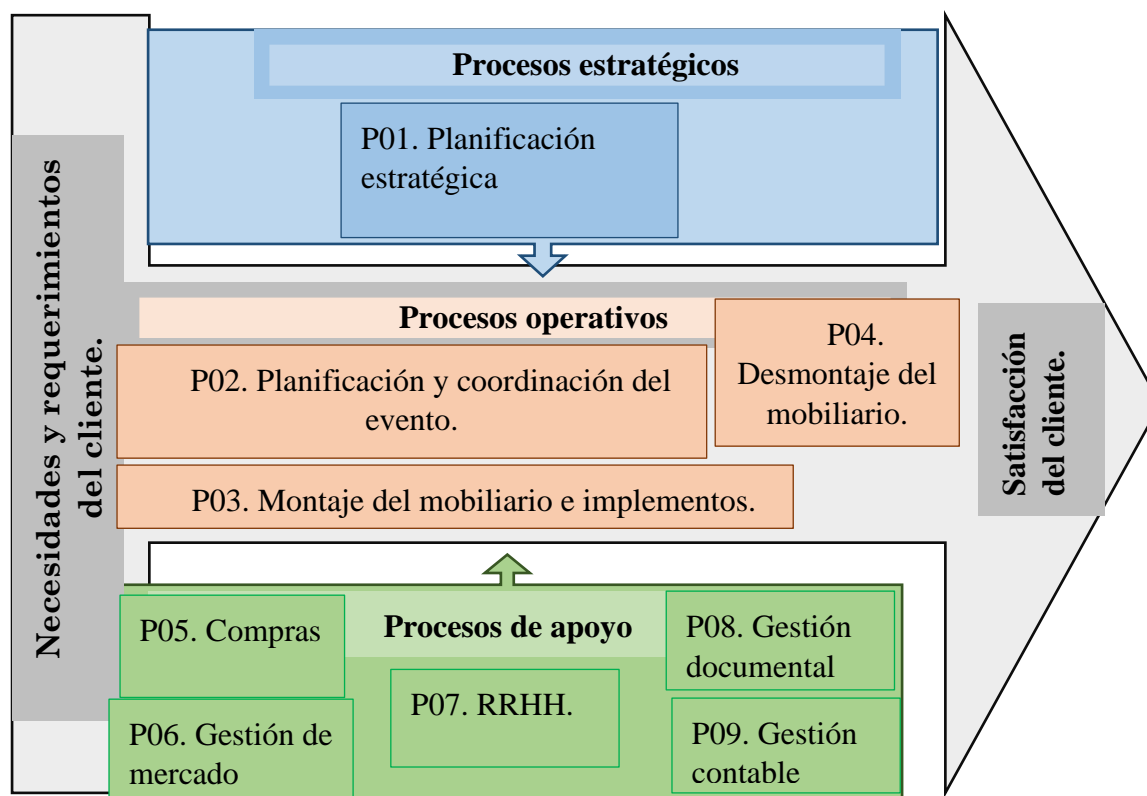 Necesidades y requerimientos
del cliente.
Procesos estratégicos
P01. Planificación
estratégica
Procesos operativos
P02. Planificación y coordinación del
evento.
P03. Montaje del mobiliario e implementos.
P04.
Desmontaje del
mobiliario.
Procesos de apoyo
P05. Compras
P06. Gestión de
mercado
P07. RRHH.
P08. Gestión
documental
P09. Gestión
contable
Satisfacción
del cliente.